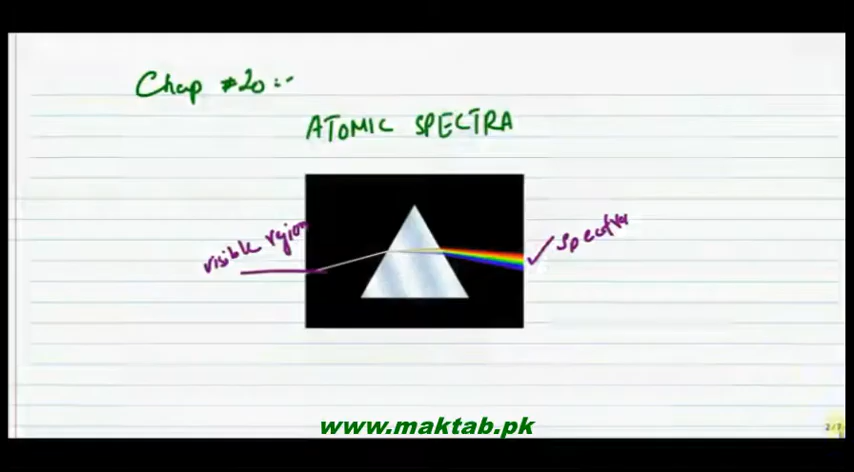 Chap #20:-
ATOMIC SPECTRA
visible region
spectra
www.maktab.pk